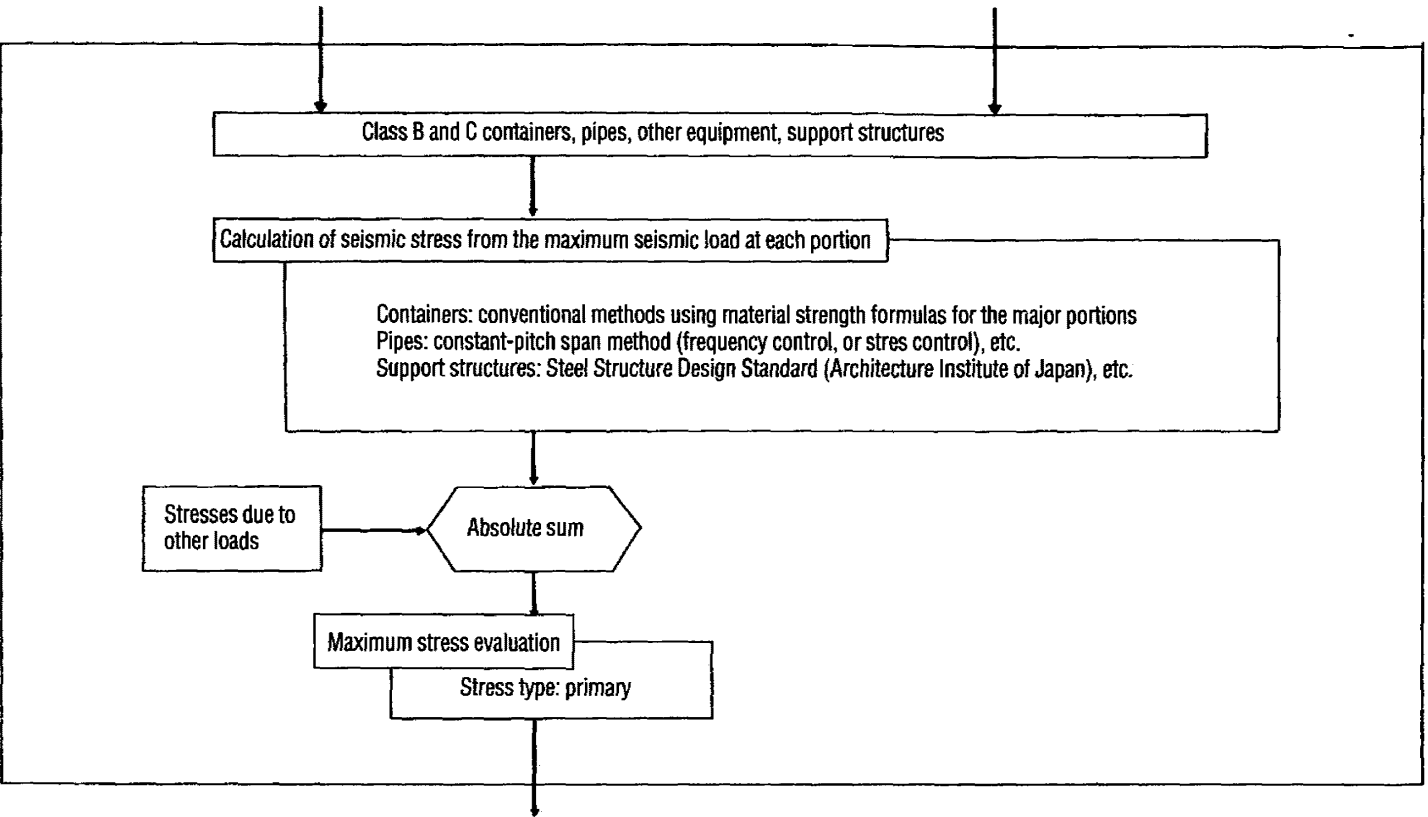 Class B and C containers, pipes, other equipment, support structures
Calculation of seismic stress from the maximum seismic load at each portion
Containers: conventional methods using material strength formulas for the major portions
Pipes: constant-pitch span method (frequency control, or stres control), etc.
Support structures: Steel Structure Design Standard (Architecture Institute of Japan), etc.
Stresses due to
other loads
Absolute sum
Maximum stress evaluation
Stress type: primary